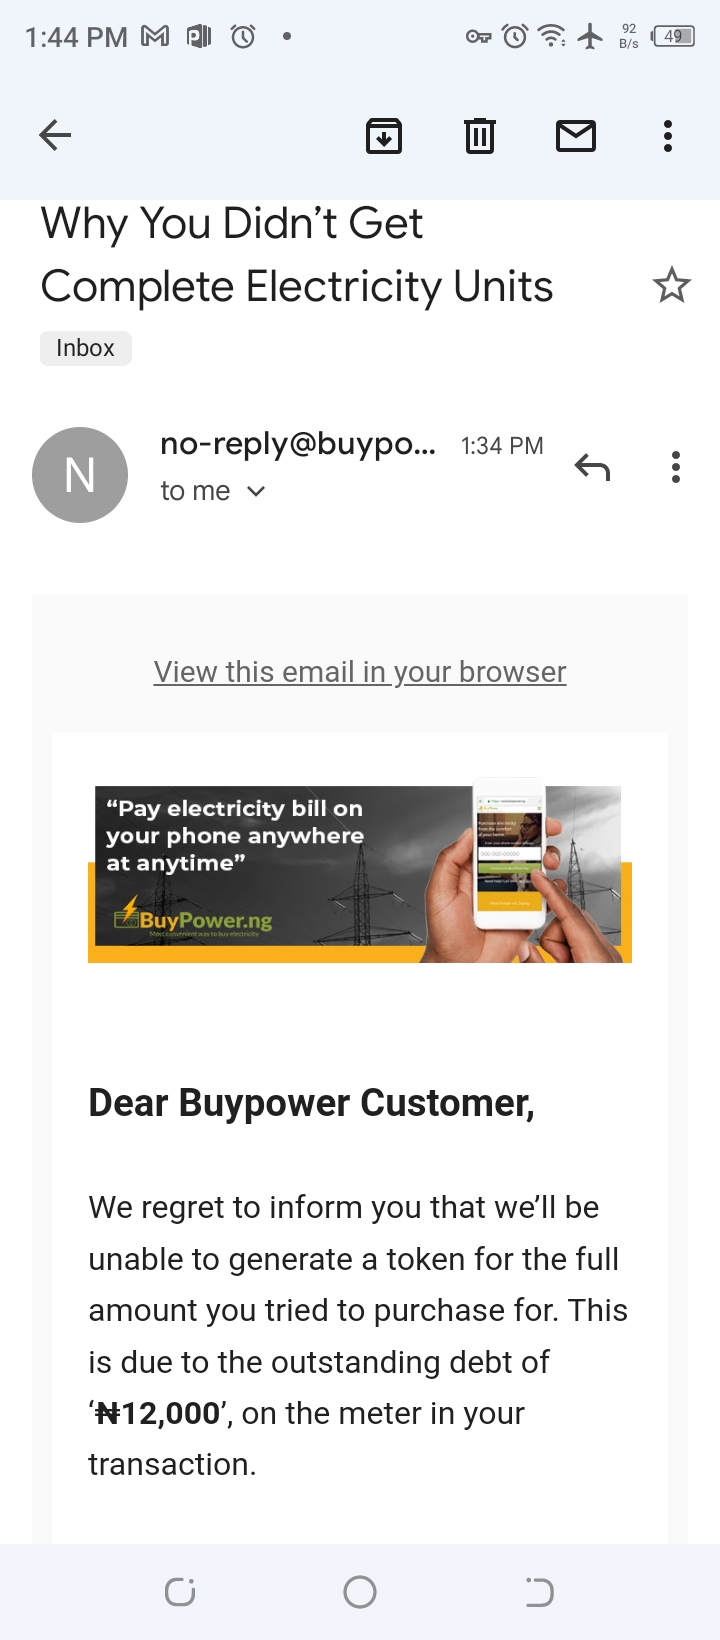 1:44 PM
92
B/s
49
Why You Didn’t Get
Complete Electricity Units
Inbox
N
no-reply@buypo...
1:34 PM
to me
View this email in your browser
“Pay electricity bill on
your phone anywhere
at anytime”
BuyPower.ng
Most convenient way to buy electricity
Dear Buypower Customer,
We regret to inform you that we’ll be
unable to generate a token for the full
amount you tried to purchase for. This
is due to the outstanding debt of
‘₦12,000’, on the meter in your
transaction.